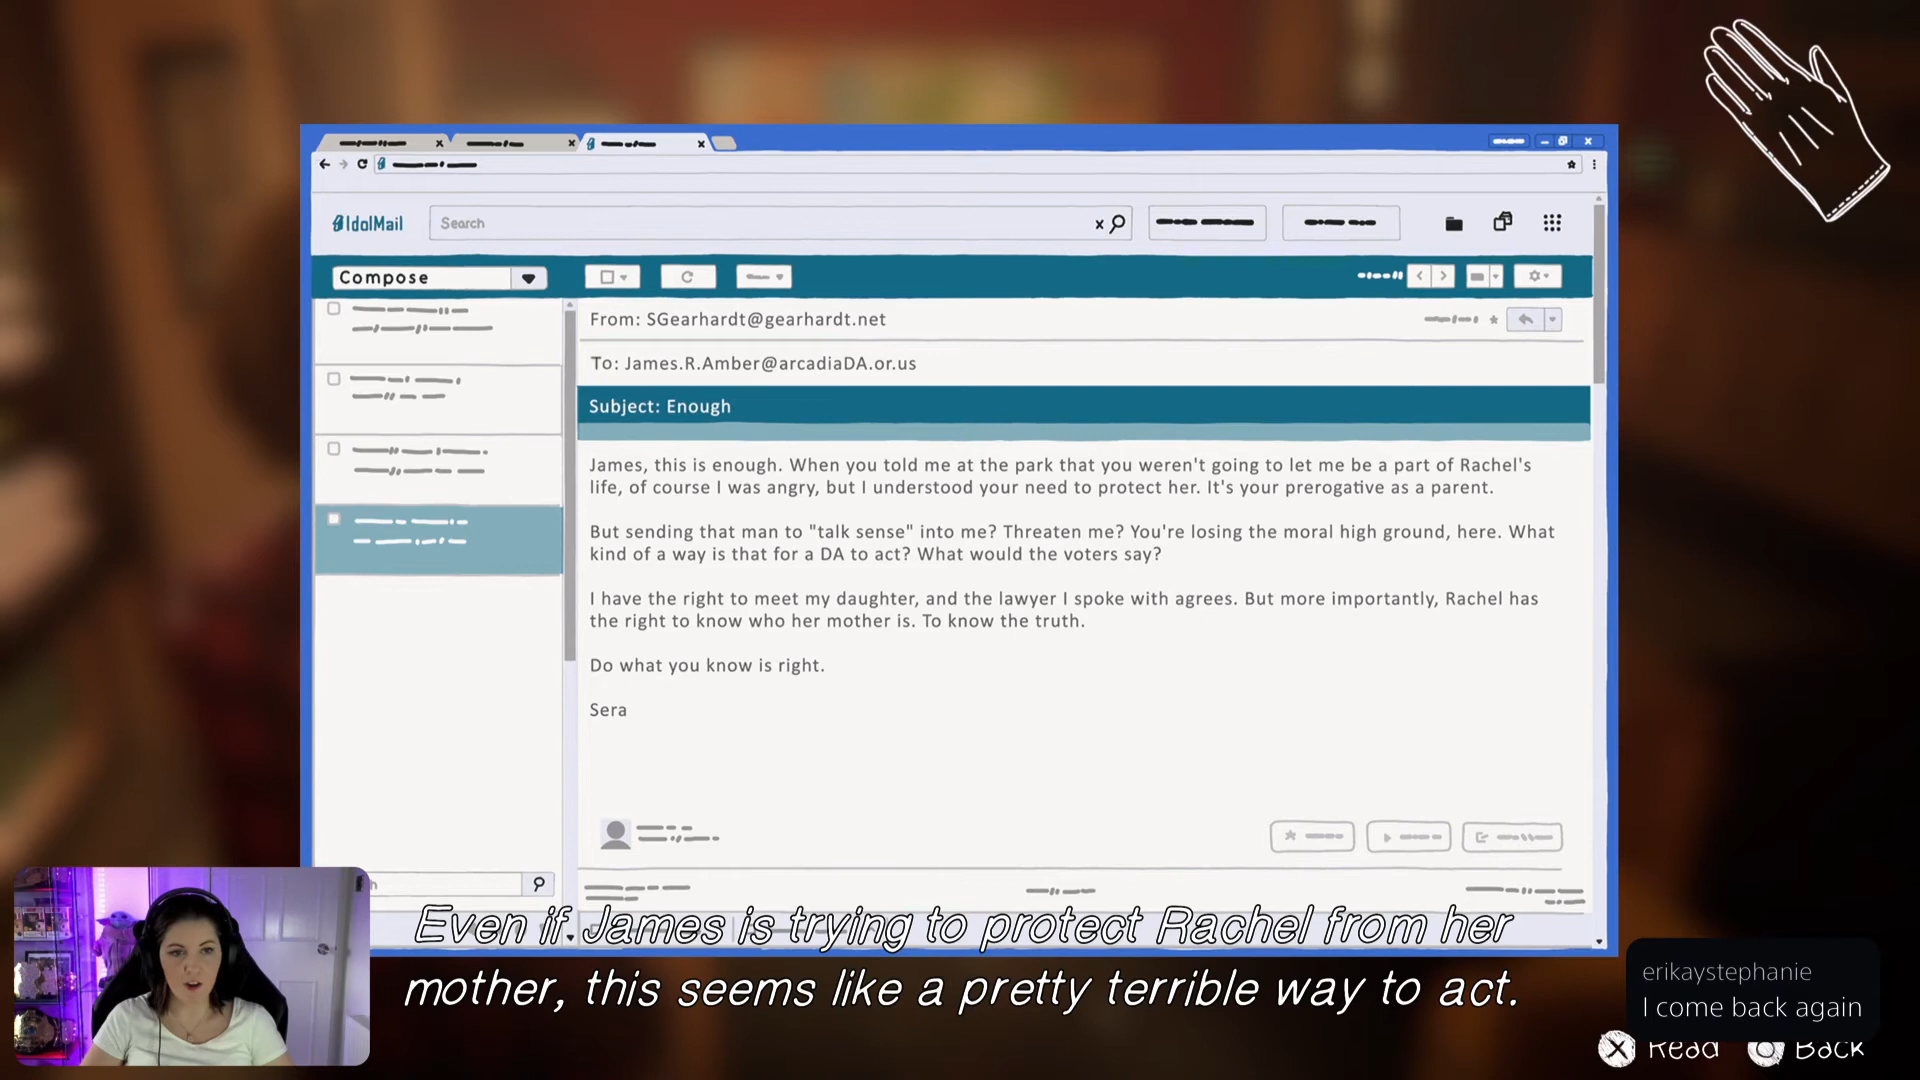 IdolMail
Search
Compose
From: SGearhardt@gearhardt.net
To: James.R.Amber@arcadiaDA.or.us
Subject: Enough
James, this is enough. When you told me at the park that you weren't going to let me be a part of Rachel's
life, of course I was angry, but I understood your need to protect her. It's your prerogative as a parent.
But sending that man to "talk sense" into me? Threaten me? You're losing the moral high ground, here. What
kind of a way is that for a DA to act? What would the voters say?
I have the right to meet my daughter, and the lawyer I spoke with agrees. But more importantly, Rachel has
the right to know who her mother is. To know the truth.
Do what you know is right.
Sera
Even if James is trying to protect Rachel from her
mother, this seems like a pretty terrible way to act.
erikaystephanie
I come back again
Read Back